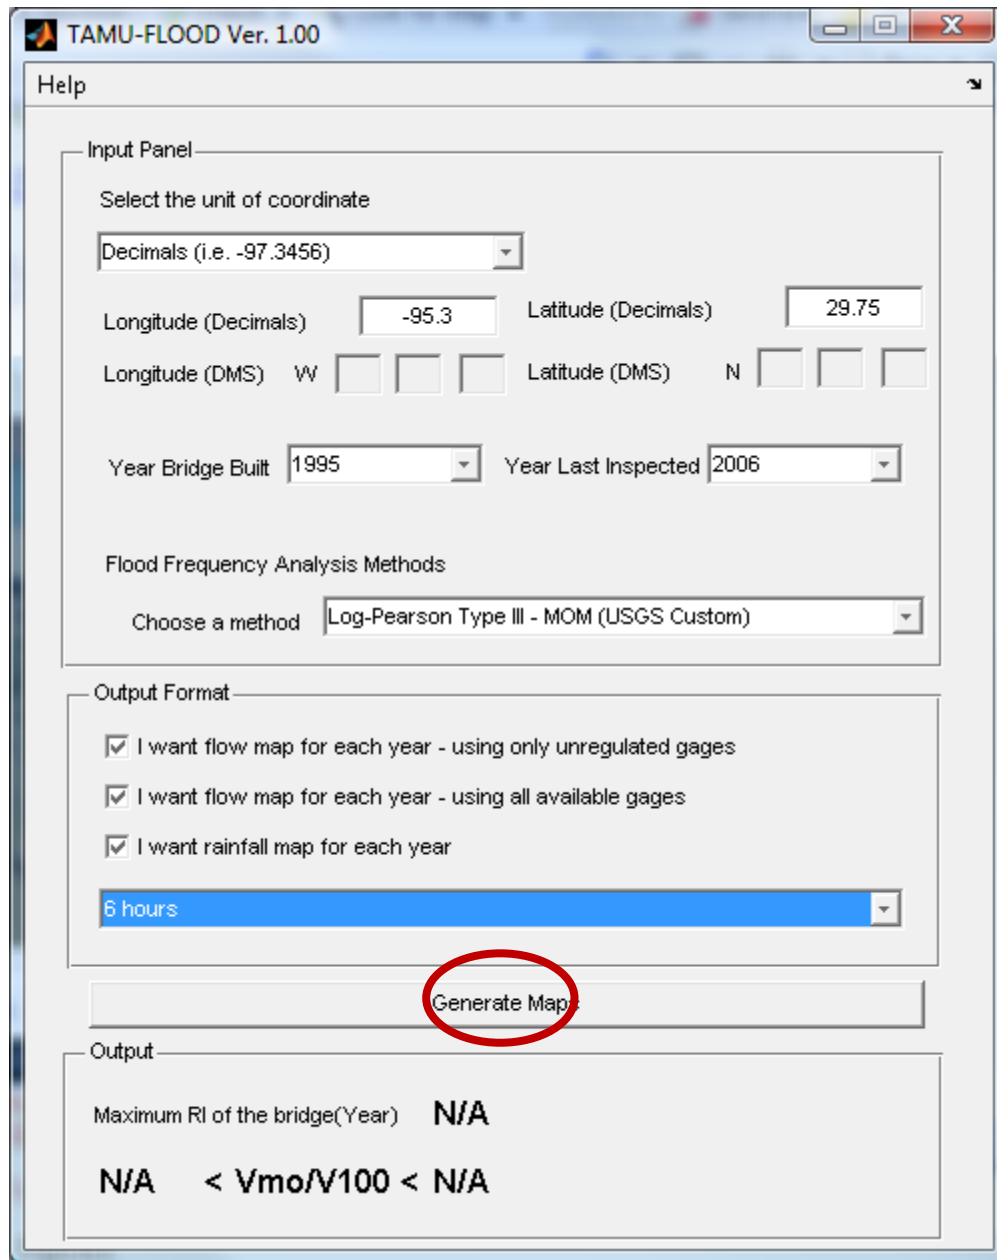 TAMU-FLOOD Ver. 1.00
Help
Input Panel
Select the unit of coordinate
Decimals (i.e. -97.3456)
Longitude (Decimals) -95.3 Latitude (Decimals) 29.75
Longitude (DMS) W Latitude (DMS) N
Year Bridge Built 1995 Year Last Inspected 2006
Flood Frequency Analysis Methods
Choose a method Log-Pearson Type III - MOM (USGS Custom)
Output Format
I want flow map for each year - using only unregulated gages
I want flow map for each year - using all available gages
I want rainfall map for each year
6 hours
Generate Maps
Output
Maximum RI of the bridge(Year) N/A
N/A < Vmo/V100 < N/A